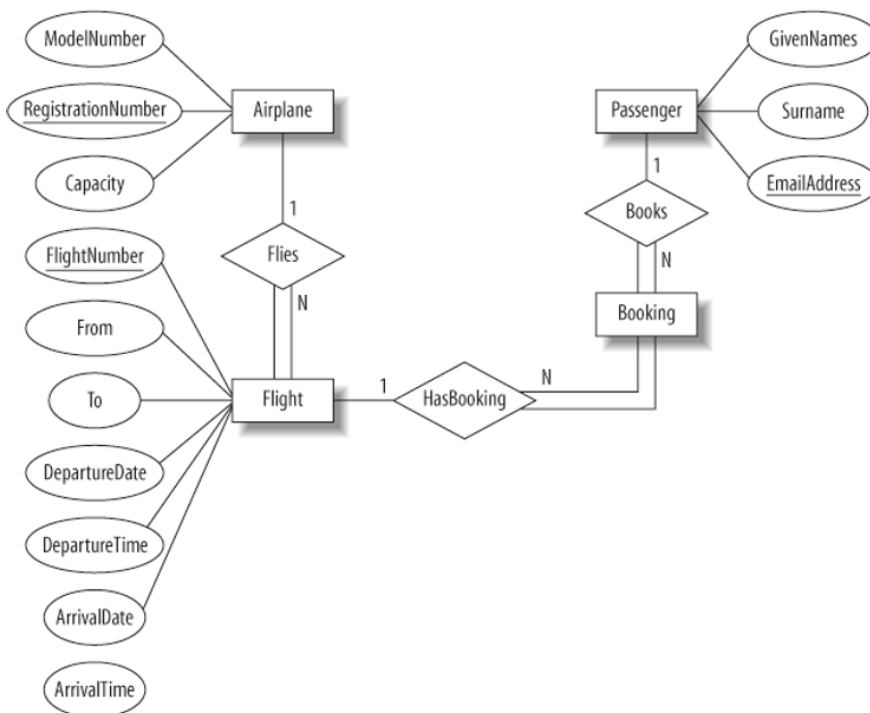 ModelNumber
GivenNames
RegistrationNumber
Airplane
Passenger
Surname
Capacity
1
1
EmailAddress
Books
FlightNumber
Flies
N
N
Booking
From
To
Flight
1
HasBooking
N
DepartureDate
DepartureTime
ArrivalDate
ArrivalTime